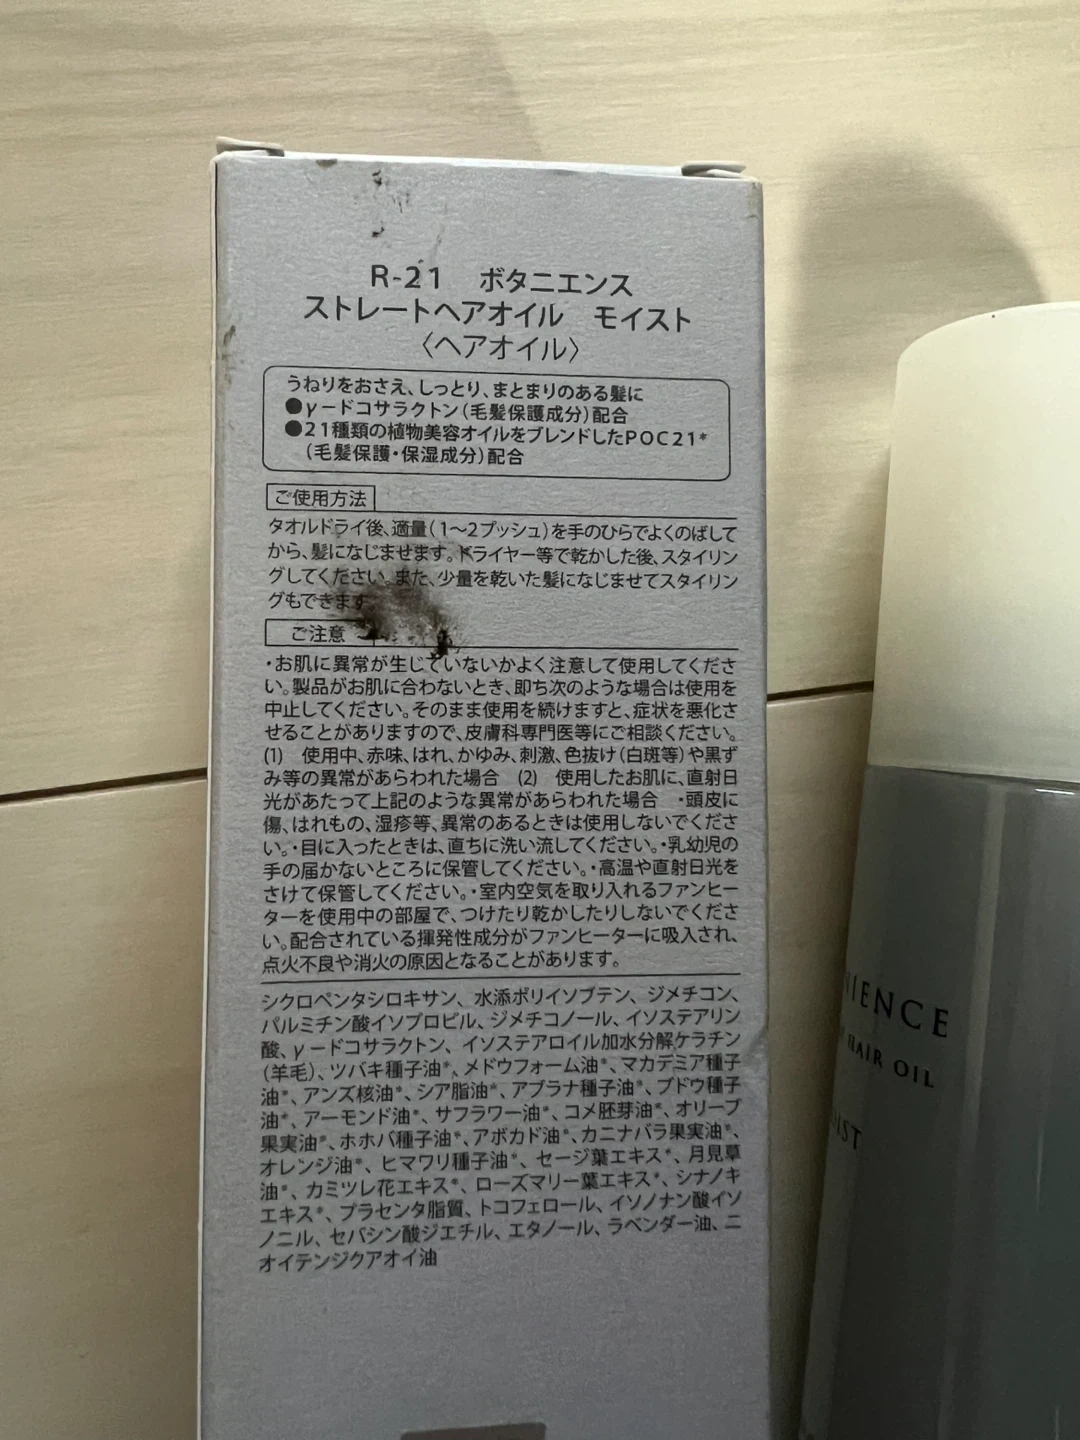 R-21　ボタニエンス
ストレートヘアオイル　モイスト
〈ヘアオイル〉
うねりをおさえ、しっとり、まとまりのある髪に
●γードコサラクトン（毛髪保護成分）配合
●21種類の植物美容オイルをブレンドしたPOC21*
（毛髪保護・保湿成分）配合
ご使用方法
タオルドライ後、適量（1～2プッシュ）を手のひらでよくのばして
から、髪になじませます。ドライヤー等で乾かした後、スタイリン
グしてください。また、少量を乾いた髪になじませてスタイリン
グもできます
ご注意
・お肌に異常が生じていないかよく注意して使用してくださ
い。製品がお肌に合わないとき、即ち次のような場合は使用を
中止してください。そのまま使用を続けますと、症状を悪化さ
せることがありますので、皮膚科専門医等にご相談ください。
(1)　使用中、赤味、はれ、かゆみ、刺激、色抜け（白斑等）や黒ず
み等の異常があらわれた場合　(2)　使用したお肌に、直射日
光があたって上記のような異常があらわれた場合　・頭皮に
傷、はれもの、湿疹等、異常のあるときは使用しないでくださ
い。・目に入ったときは、直ちに洗い流してください。・乳幼児の
手の届かないところに保管してください。・高温や直射日光を
さけて保管してください。・室内空気を取り入れるファンヒー
ターを使用中の部屋で、つけたり乾かしたりしないでくださ
い。配合されている揮発性成分がファンヒーターに吸入され、
点火不良や消火の原因となることがあります。
シクロペンタシロキサン、水添ポリイソブテン、ジメチコン、
パルミチン酸イソプロピル、ジメチコノール、イソステアリン
酸、γードコサラクトン、イソステアロイル加水分解ケラチン
（羊毛）、ツバキ種子油*、メドウフォーム油*、マカデミア種子
油*、アンズ核油*、シア脂油*、アブラナ種子油*、ブドウ種子
油*、アーモンド油*、サフラワー油*、コメ胚芽油*、オリーブ
果実油*、ホホバ種子油*、アボカド油*、カニナバラ果実油*、
オレンジ油*、ヒマワリ種子油*、セージ葉エキス*、月見草
油*、カミツレ花エキス*、ローズマリー葉エキス*、シナノキ
エキス*、プラセンタ脂質、トコフェロール、イソノナン酸イソ
ノニル、セバシン酸ジエチル、エタノール、ラベンダー油、ニ
オイテンジクアオイ油
NIENCE
HAIR OIL
IST